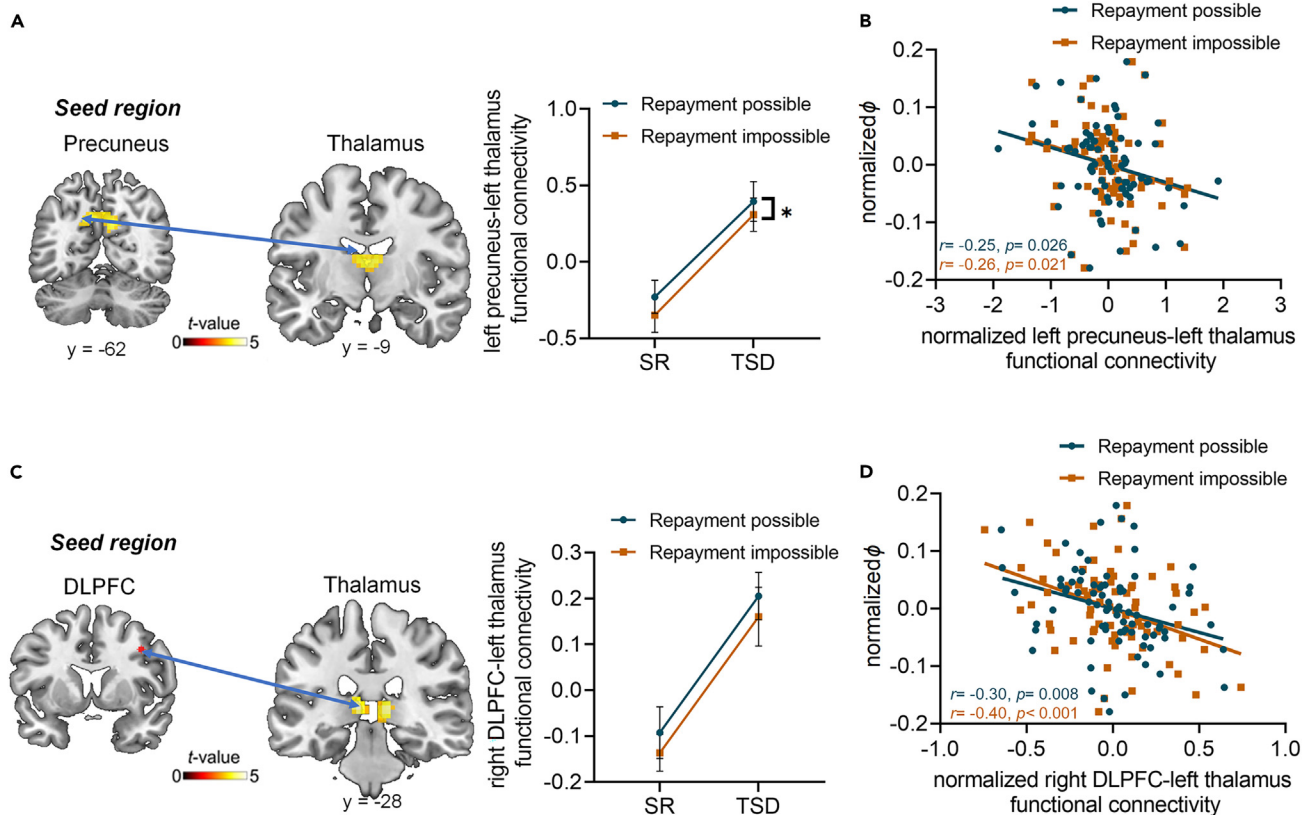 A
Seed region
Precuneus
Thalamus
t-value
0 5
y = -62
y = -9
Repayment possible
Repayment impossible
left precuneus-left thalamus
functional connectivity
1.0
0.5
0.0
-0.5
*
SR TSD
B
Repayment possible
Repayment impossible
normalizedϕ
0.2
0.1
0.0
-0.1
-0.2
r= -0.25, p= 0.026
r= -0.26, p= 0.021
-3 -2 -1 0 1 2 3
normalized left precuneus-left thalamus
functional connectivity
C
Seed region
DLPFC
Thalamus
t-value
0 5
y = -28
Repayment possible
Repayment impossible
right DLPFC-left thalamus
functional connectivity
0.3
0.2
0.1
0.0
-0.1
-0.2
SR TSD
D
Repayment possible
Repayment impossible
normalizedϕ
0.2
0.1
0.0
-0.1
-0.2
r= -0.30, p= 0.008
r= -0.40, p< 0.001
-1.0 -0.5 0.0 0.5 1.0
normalized right DLPFC-left thalamus
functional connectivity